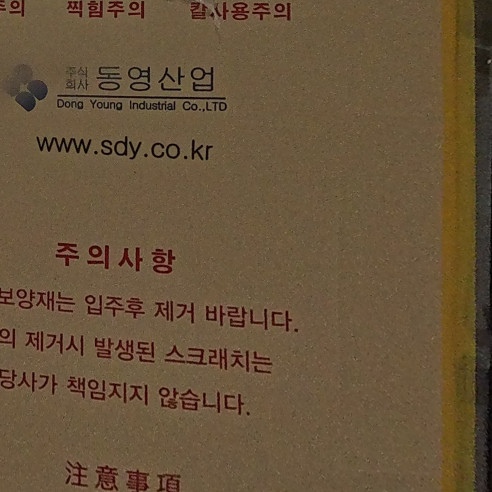 주의 찍힘주의 칼사용주의
주식
회사 동영산업
Dong Young Industrial Co.,LTD
www.sdy.co.kr
주의사항
보양재는 입주후 제거 바랍니다.
의 제거시 발생된 스크래치는
당사가 책임지지 않습니다.
注意事項